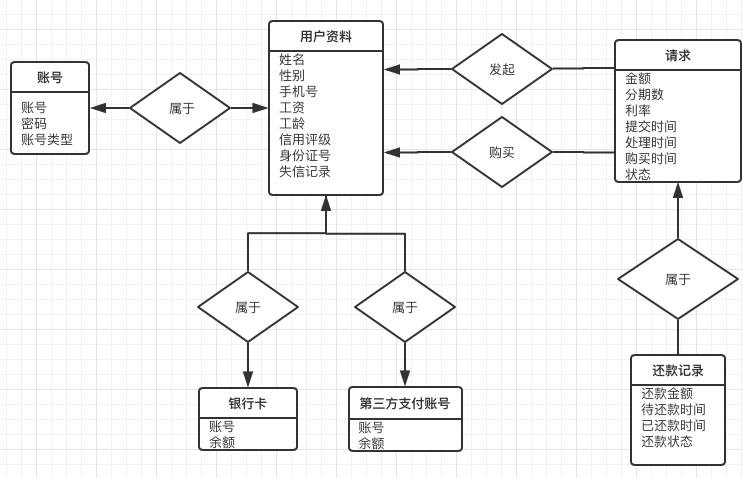 账号
账号
密码
账号类型
属于
用户资料
姓名
性别
手机号
工资
工龄
信用评级
身份证号
失信记录
发起
购买
请求
金额
分期数
利率
提交时间
处理时间
购买时间
状态
属于
属于
属于
银行卡
账号
余额
第三方支付账号
账号
余额
还款记录
还款金额
待还款时间
已还款时间
还款状态